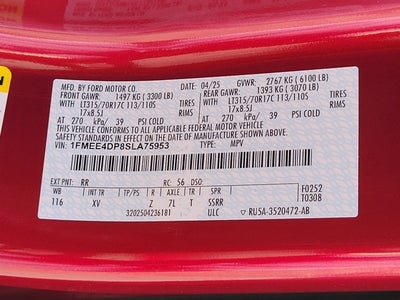 MFD. BY FORD MOTOR CO. 04/25 GVWR: 2767 KG (6100 LB)
FRONT GAWR: 1497 KG (3300 LB) REAR GAWR: 1393 KG (3070 LB)
WITH LT315/70R17C 113/110S TIRES WITH LT315/70R17C 113/110S TIRES
17x8.5J RIMS 17x8.5J RIMS
AT 270 kPa/ 39 PSI COLD AT 270 kPa/ 39 PSI COLD
THIS VEHICLE CONFORMS TO ALL APPLICABLE FEDERAL MOTOR VEHICLE
SAFETY STANDARDS IN EFFECT ON THE DATE OF MANUFACTURE SHOWN ABOVE.
VIN: 1FMEE4DP8SLA75953 TYPE: MPV
EXT PNT: RR RC: 56 DSO:
WB INT TR TP/PS R AXLE TR SPR F0252
116 XV Z 7L T SSRR T0308
3202504236181 ULC RU5A-3520472-AB